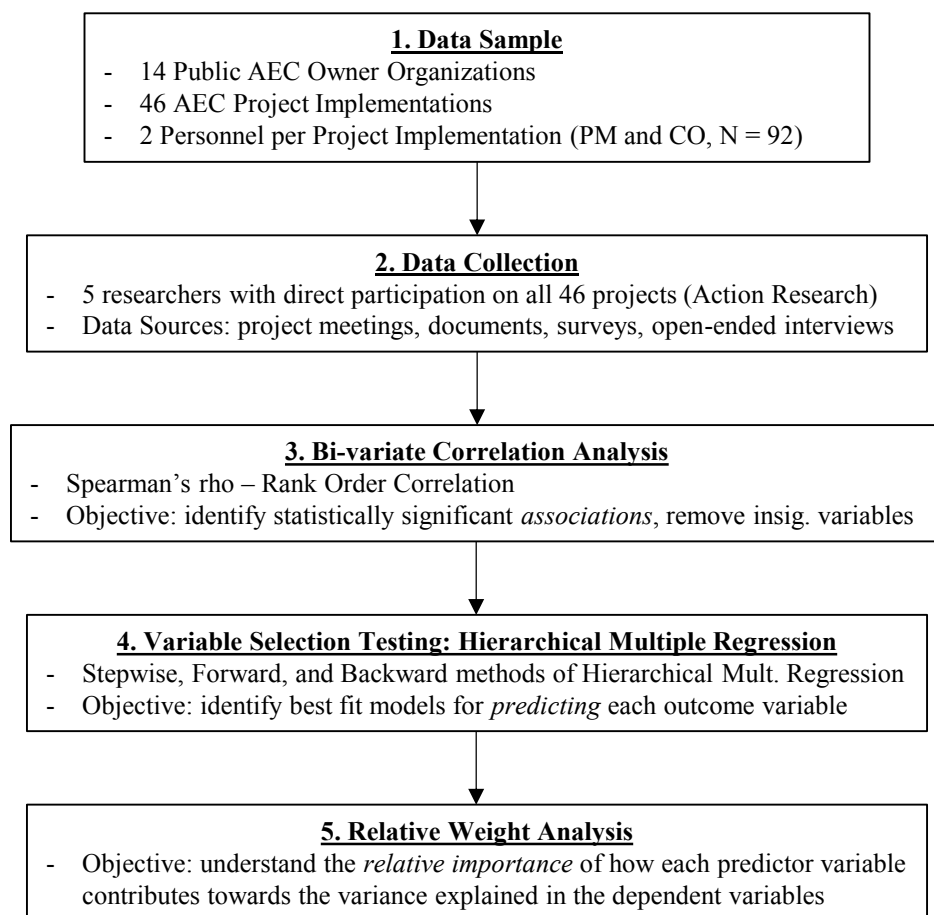 1. Data Sample
- 14 Public AEC Owner Organizations
- 46 AEC Project Implementations
- 2 Personnel per Project Implementation (PM and CO, N = 92)
2. Data Collection
- 5 researchers with direct participation on all 46 projects (Action Research)
- Data Sources: project meetings, documents, surveys, open-ended interviews
3. Bi-variate Correlation Analysis
- Spearman’s rho – Rank Order Correlation
- Objective: identify statistically significant associations, remove insig. variables
4. Variable Selection Testing: Hierarchical Multiple Regression
- Stepwise, Forward, and Backward methods of Hierarchical Mult. Regression
- Objective: identify best fit models for predicting each outcome variable
5. Relative Weight Analysis
- Objective: understand the relative importance of how each predictor variable
contributes towards the variance explained in the dependent variables